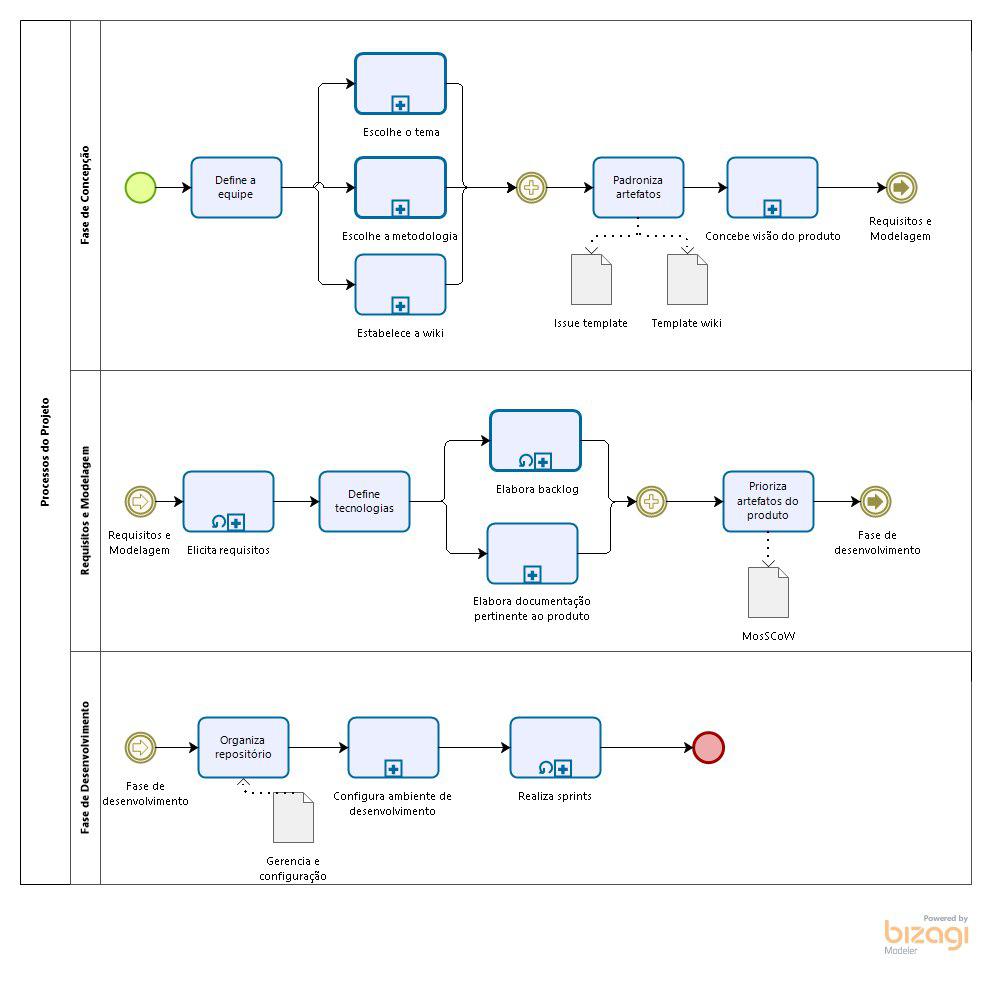 Processos do Projeto
Fase de Concepção
Define a
equipe
Escolhe o tema
Escolhe a metodologia
Estabelece a wiki
Padroniza
artefatos
Issue template
Template wiki
Concebe visão do produto
Requisitos e
Modelagem
Requisitos e Modelagem
Requisitos e
Modelagem
Elicita requisitos
Define
tecnologias
Elabora backlog
Elabora documentação
pertinente ao produto
Prioriza
artefatos do
produto
MosSCoW
Fase de
desenvolvimento
Fase de Desenvolvimento
Fase de
desenvolvimento
Organiza
repositório
Gerencia e
configuração
Configura ambiente de
desenvolvimento
Realiza sprints
Powered by
bizagi
Modeler